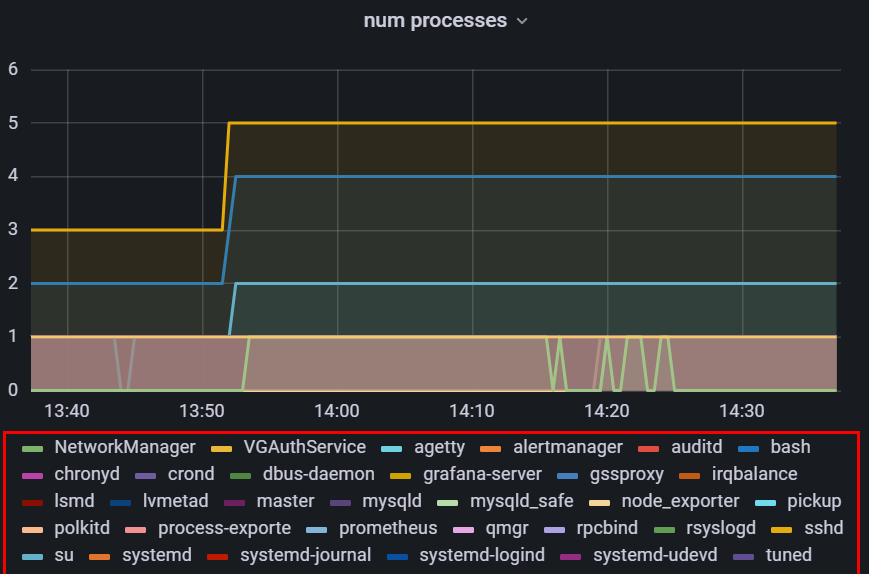 num processes
6
5
4
3
2
1
0
13:40 13:50 14:00 14:10 14:20 14:30
NetworkManager VGAuthService agetty alertmanager auditd bash
chronyd crond dbus-daemon grafana-server gssproxy irqbalance
lsmd lvmetad master mysqld mysqld_safe node_exporter pickup
polkitd process-exporte prometheus qmgr rpcbind rsyslogd sshd
su systemd systemd-journal systemd-logind systemd-udevd tuned